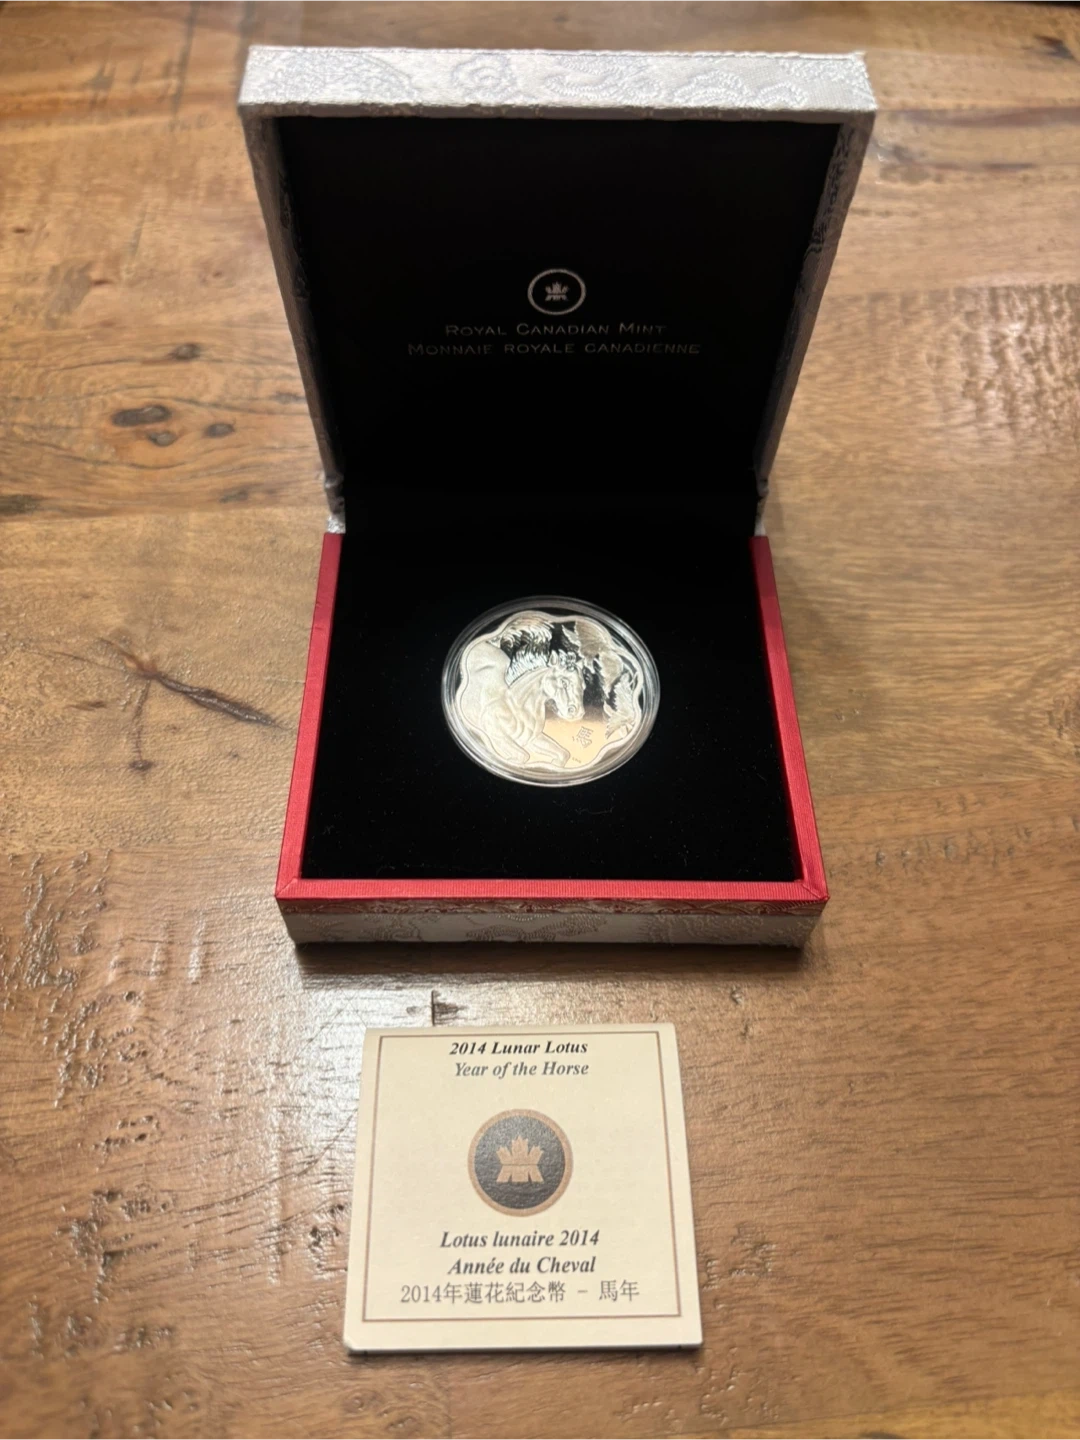 ROYAL CANADIAN MINT
MONNAIE ROYALE CANADIENNE
2014 Lunar Lotus
Year of the Horse
Lotus lunaire 2014
Année du Cheval
2014年蓮花紀念幣 - 馬年